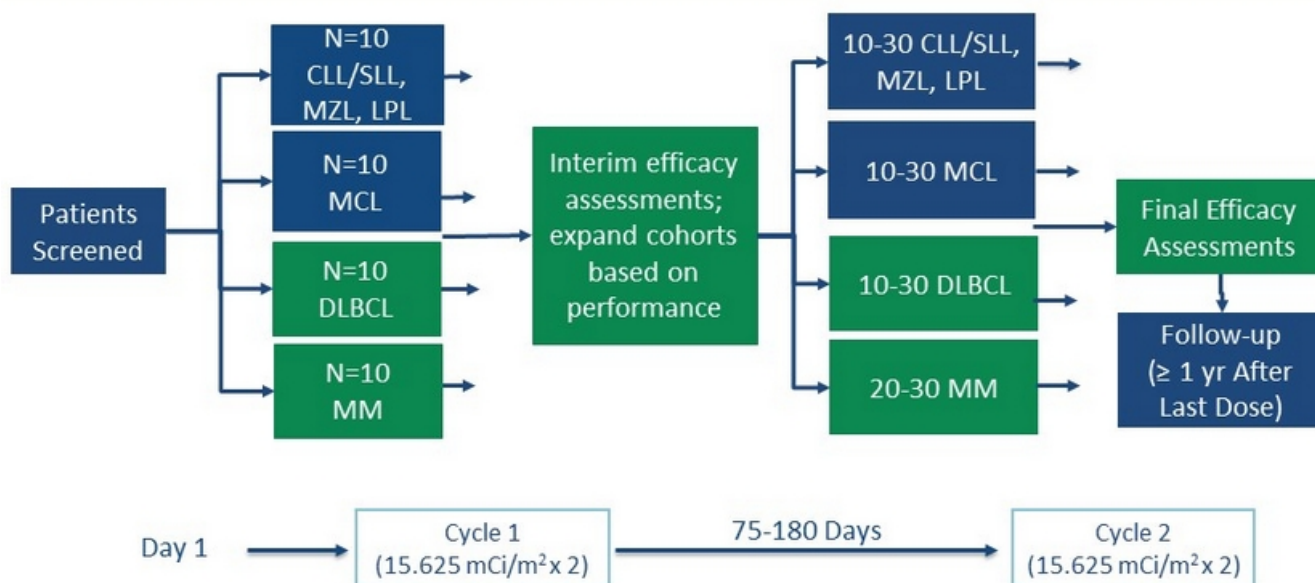 Patients
Screened
N=10
CLL/SLL,
MZL, LPL
N=10
MCL
N=10
DLBCL
N=10
MM
Interim efficacy
assessments;
expand cohorts
based on
performance
10-30 CLL/SLL,
MZL, LPL
10-30 MCL
10-30 DLBCL
20-30 MM
Final Efficacy
Assessments
Follow-up
(≥ 1 yr After
Last Dose)
Day 1
Cycle 1
(15.625 mCi/m² x 2)
75-180 Days
Cycle 2
(15.625 mCi/m² x 2)